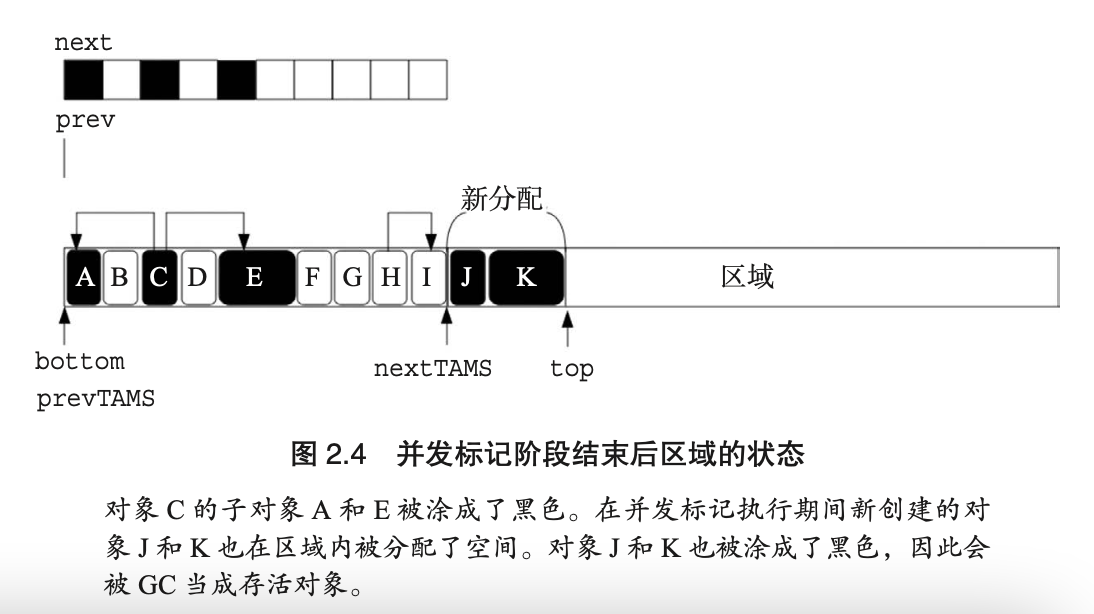 next
prev
新分配
A B C D E F G H I J K 区域
bottom nextTAMS top
prevTAMS
图 2.4 并发标记阶段结束后区域的状态
对象 C 的子对象 A 和 E 被涂成了黑色。在并发标记执行期间新创建的对
象 J 和 K 也在区域内被分配了空间。对象 J 和 K 也被涂成了黑色，因此会
被 GC 当成存活对象。